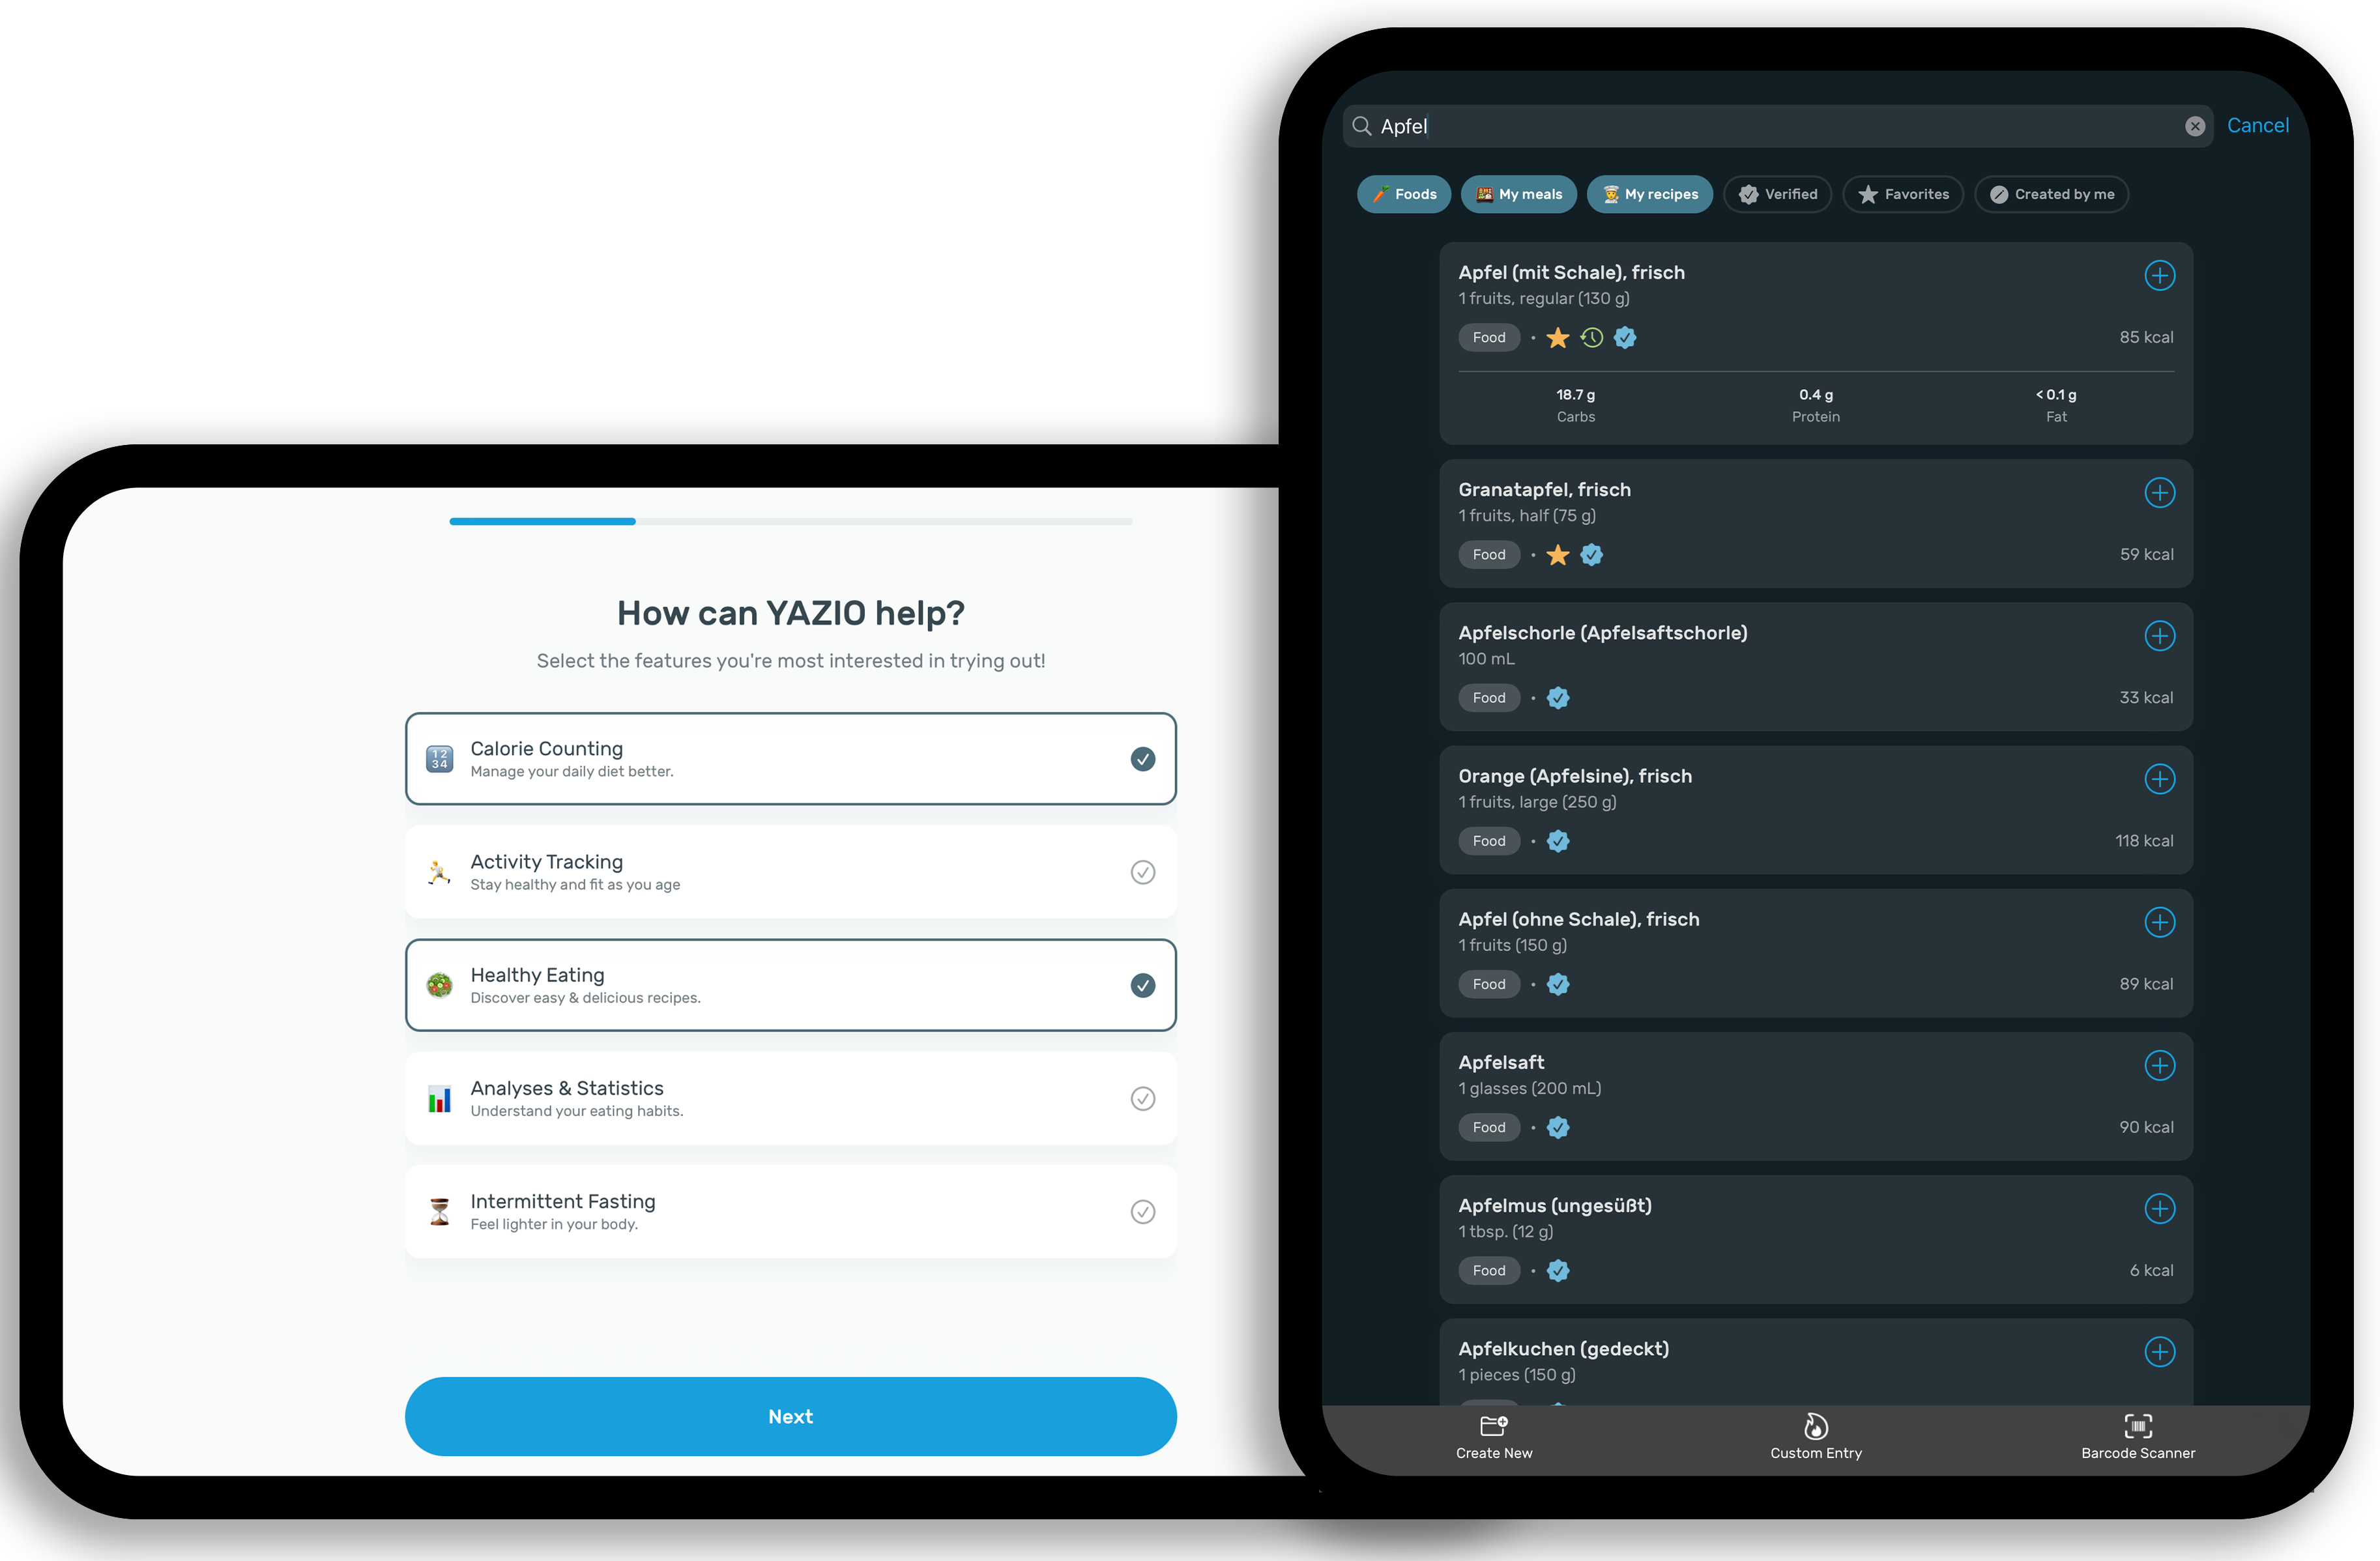 How can YAZIO help?
Select the features you're most interested in trying out!
1 2
3 4
Calorie Counting
Manage your daily diet better.
Activity Tracking
Stay healthy and fit as you age
Healthy Eating
Discover easy & delicious recipes.
Analyses & Statistics
Understand your eating habits.
Intermittent Fasting
Feel lighter in your body.
Next
Apfel
Cancel
Foods
My meals
My recipes
Verified
Favorites
Created by me
Apfel (mit Schale), frisch
1 fruits, regular (130 g)
Food
85 kcal
18.7 g
Carbs
0.4 g
Protein
< 0.1 g
Fat
Granatapfel, frisch
1 fruits, half (75 g)
Food
59 kcal
Apfelschorle (Apfelsaftschorle)
100 mL
Food
33 kcal
Orange (Apfelsine), frisch
1 fruits, large (250 g)
Food
118 kcal
Apfel (ohne Schale), frisch
1 fruits (150 g)
Food
89 kcal
Apfelsaft
1 glasses (200 mL)
Food
90 kcal
Apfelmus (ungesüßt)
1 tbsp. (12 g)
Food
6 kcal
Apfelkuchen (gedeckt)
1 pieces (150 g)
Create New
Custom Entry
Barcode Scanner